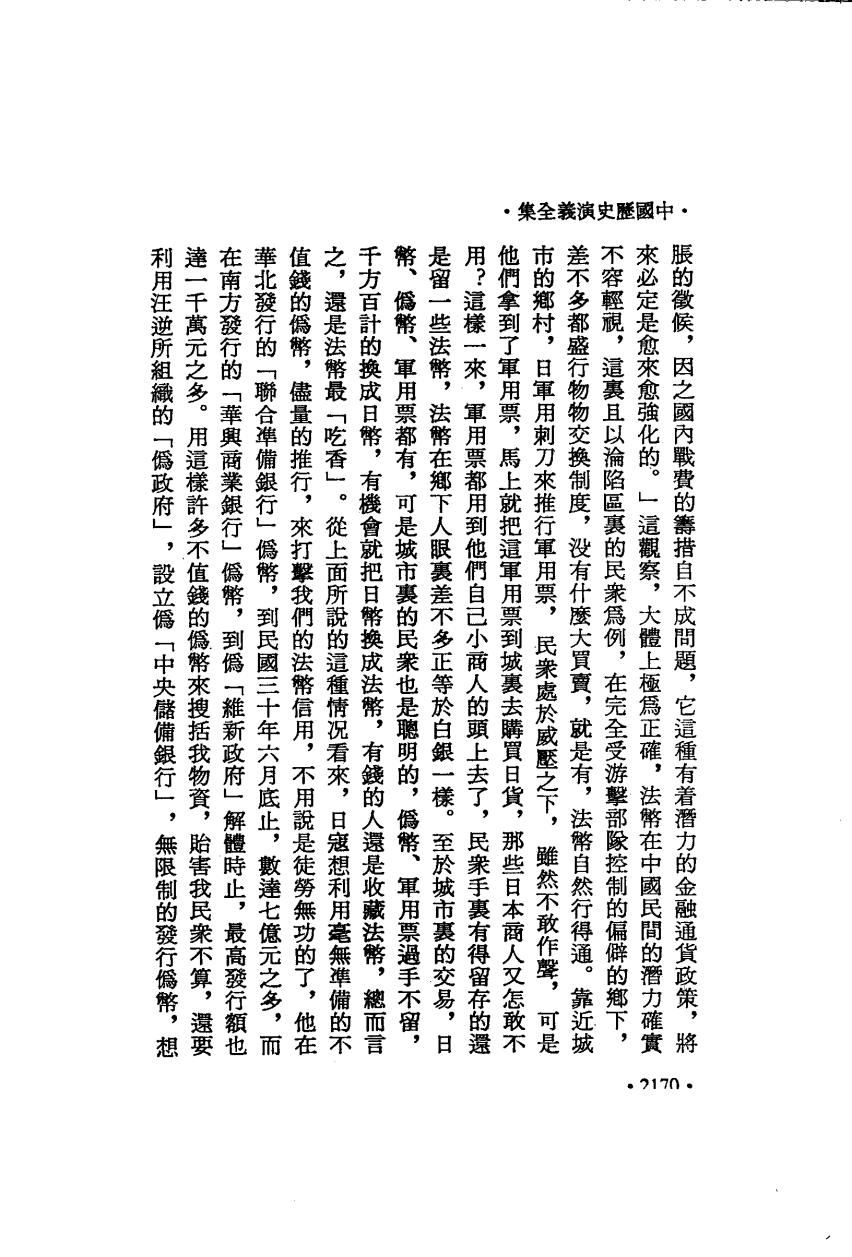 ·中國歷史演義全集·
脹的徵候，因之國內戰費的籌措自不成問題，它這種有着潛力的金融通貨政策，將
來必定是愈來愈強化的。」這觀察，大體上極爲正確，法幣在中國民間的潛力確實
不容輕視，這裏且以淪陷區裏的民衆爲例，在完全受游擊部隊控制的偏僻的鄉下，
差不多都盛行物物交換制度，没有什麼大買賣，就是有，法幣自然行得通。靠近城
市的鄉村，日軍用刺刀來推行軍用票，民衆處於威壓之下，雖然不敢作聲，可是
他們拿到了軍用票，馬上就把這軍用票到城裏去購買日貨，那些日本商人又怎敢不
用？這樣一來，軍用票都用到他們自己小商人的頭上去了，民衆手裏有得留存的還
是留一些法幣，法幣在鄉下人眼裏差不多正等於白銀一樣。至於城市裏的交易，日
幣、僞幣、軍用票都有，可是城市裏的民衆也是聰明的，僞幣、軍用票過手不留，
千方百計的換成日幣，有機會就把日幣換成法幣，有錢的人還是收藏法幣，總而言
之，還是法幣最「吃香」。從上面所說的這種情况看來，日寇想利用毫無準備的不
值錢的僞幣，儘量的推行，來打擊我們的法幣信用，不用說是徒勞無功的了，他在
華北發行的「聯合準備銀行」僞幣，到民國三十年六月底止，數達七億元之多，而
在南方發行的「華興商業銀行」僞幣，到僞「維新政府」解體時止，最高發行額也
達一千萬元之多。用這樣許多不值錢的僞幣來搜括我物資，貽害我民衆不算，還要
利用汪逆所組織的「僞政府」，設立僞「中央儲備銀行」，無限制的發行僞幣，想
·2170·